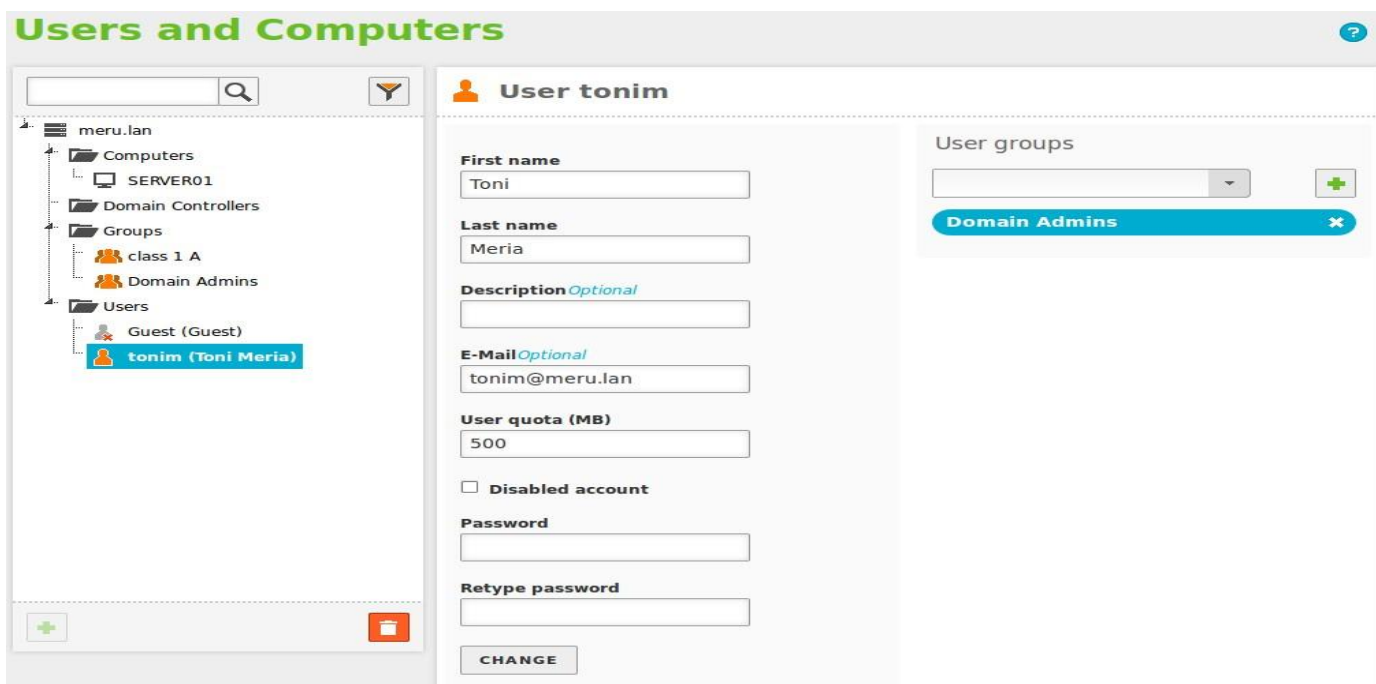 Users and Computers
?
meru.lan
Computers
SERVER01
Domain Controllers
Groups
class 1 A
Domain Admins
Users
Guest (Guest)
tonim (Toni Meria)
User tonim
First name
Toni
Last name
Meria
Description Optional
E-Mail Optional
tonim@meru.lan
User quota (MB)
500
Disabled account
Password
Retype password
CHANGE
User groups
Domain Admins